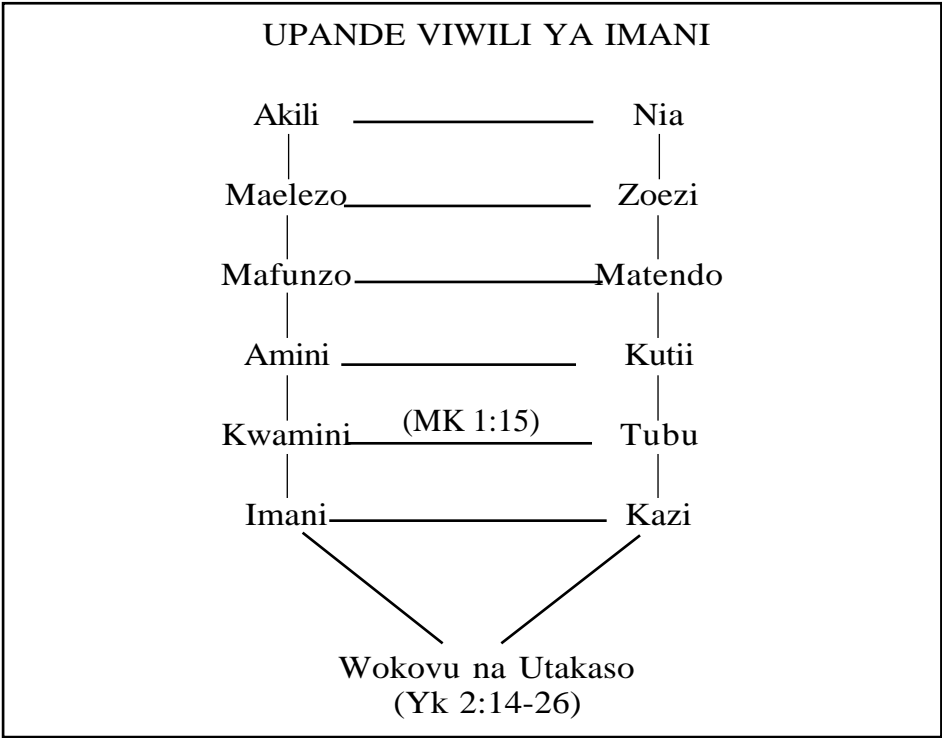 UPANDE VIWILI YA IMANI
Akili Nia
Maelezo Zoezi
Mafunzo Matendo
Amini Kutii
Kwamini (MK 1:15) Tubu
Imani Kazi
Wokovu na Utakaso
(Yk 2:14-26)